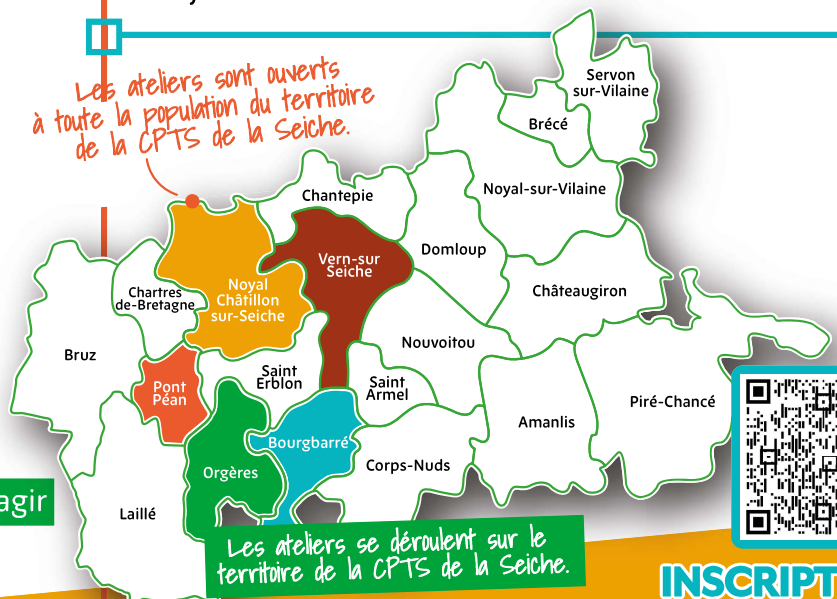 Les ateliers sont ouverts
à toute la population du territoire
de la CPTS de la Seiche.
Servon
sur-Vilaine
Brécé
Noyal-sur-Vilaine
Chantepie
Domloup
Vern-sur
Seiche
Châteaugiron
Noyal
Châtillon
sur-Seiche
Chartres
de-Bretagne
Nouvoitou
Bruz
Saint
Erblon
Saint
Armel
Pont
Péan
Piré-Chancé
Amanlis
Bourgbarré
Corps-Nuds
Orgères
agir
Laillé
Les ateliers se déroulent sur le
territoire de la CPTS de la Seiche.
INSCRIPT